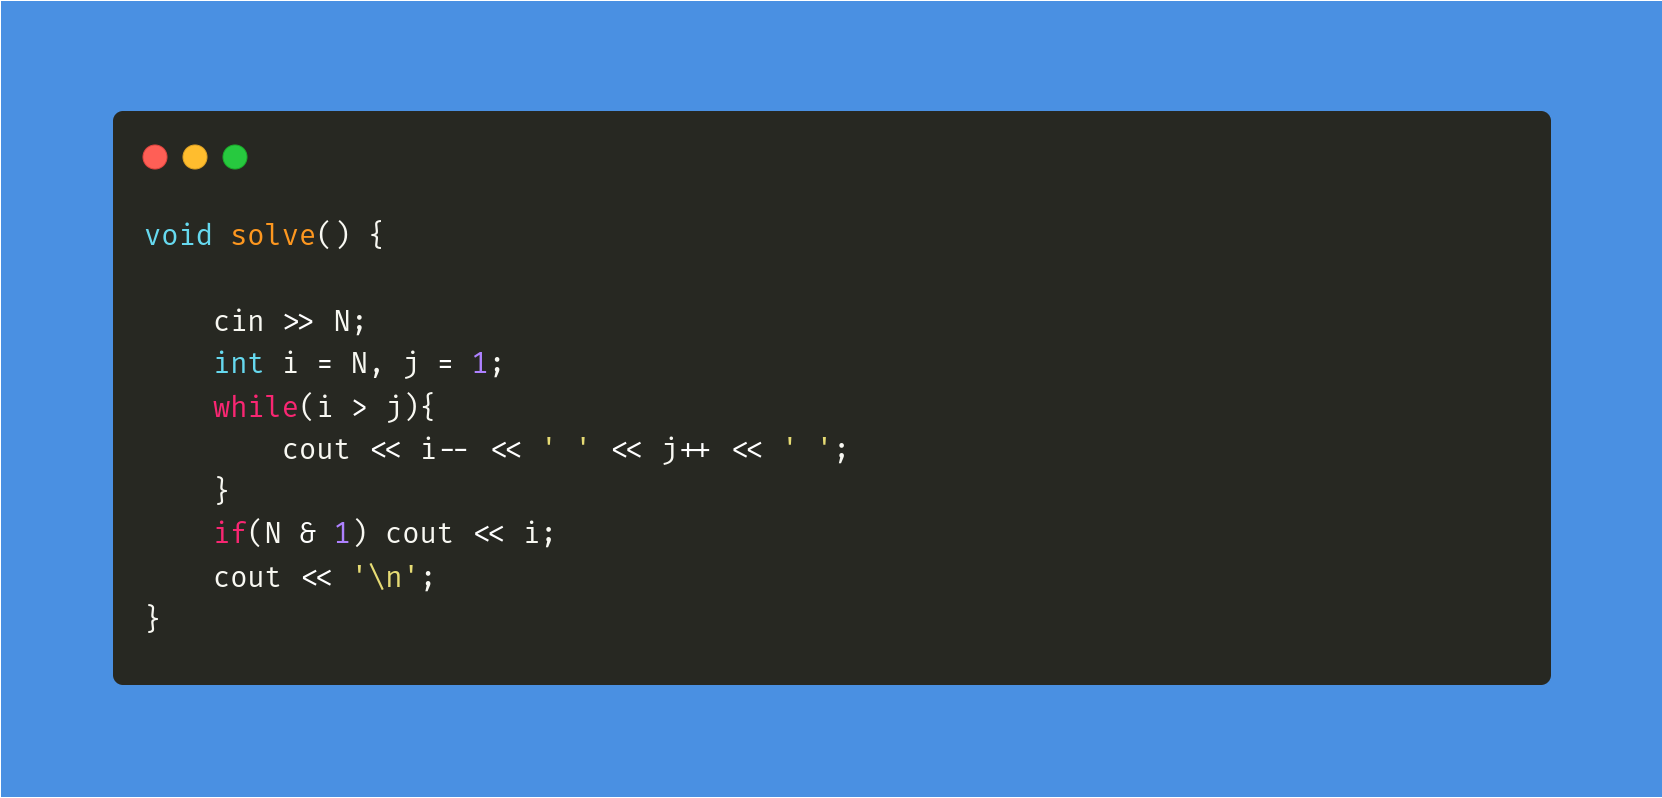 void solve() {
    cin >> N;
    int i = N, j = 1;
    while(i > j){
        cout << i-- << ' ' << j++ << ' ';
    }
    if(N & 1) cout << i;
    cout << '\n';
}